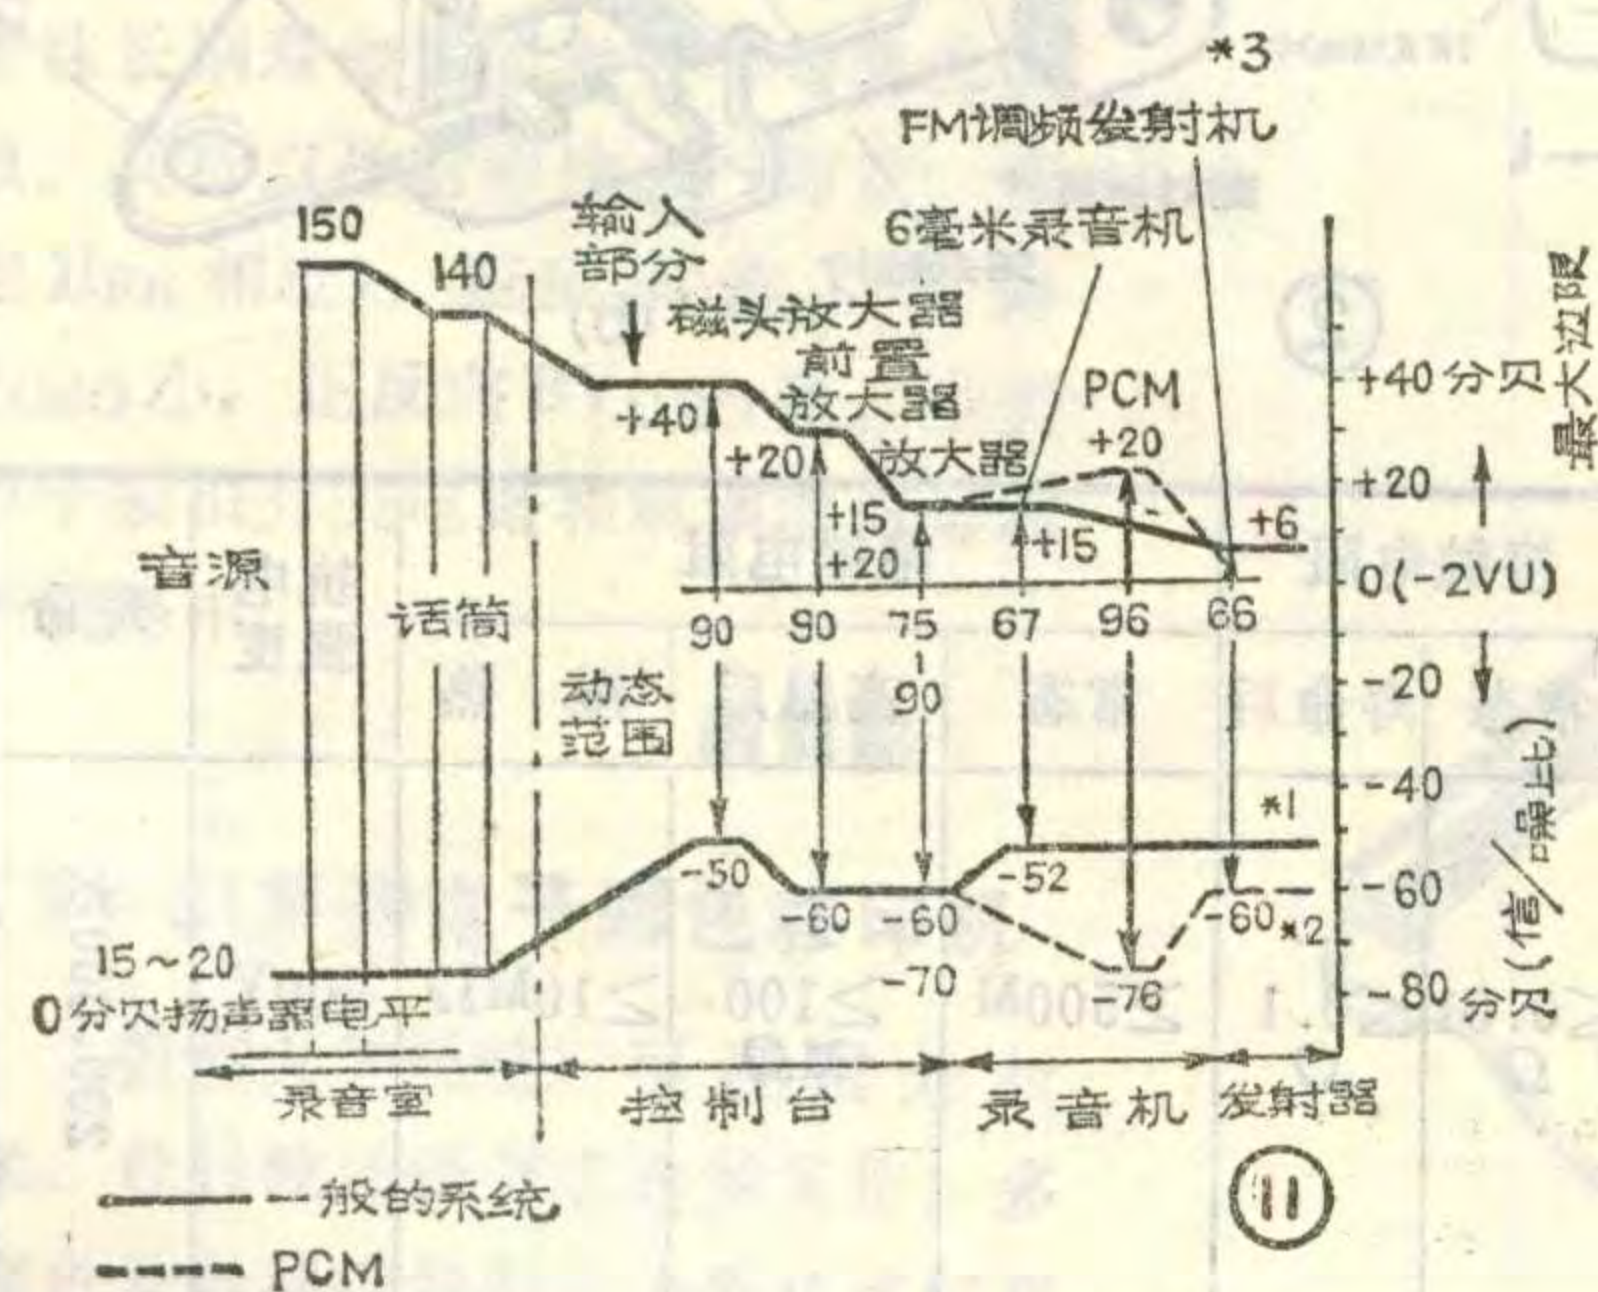 *3
FM调频发射机
150
输入
部分
6毫米录音机
140
磁头放大器
前置
放大器
PCM
+40
+20
+20
放大器
+15
+20
+15
+6
音源
话筒
90
90
75
67
96
66
90
动态
范围
-50
-60
-60
-52
-70
-76
-60
*1
*2
15~20
0分贝扬声器电平
+40分贝
+20
0(-2VU)
-20
-40
-60
-80分贝(信/噪比)
最大边限
录音室
控制台
录音机
发射器
11
一般的系统
PCM